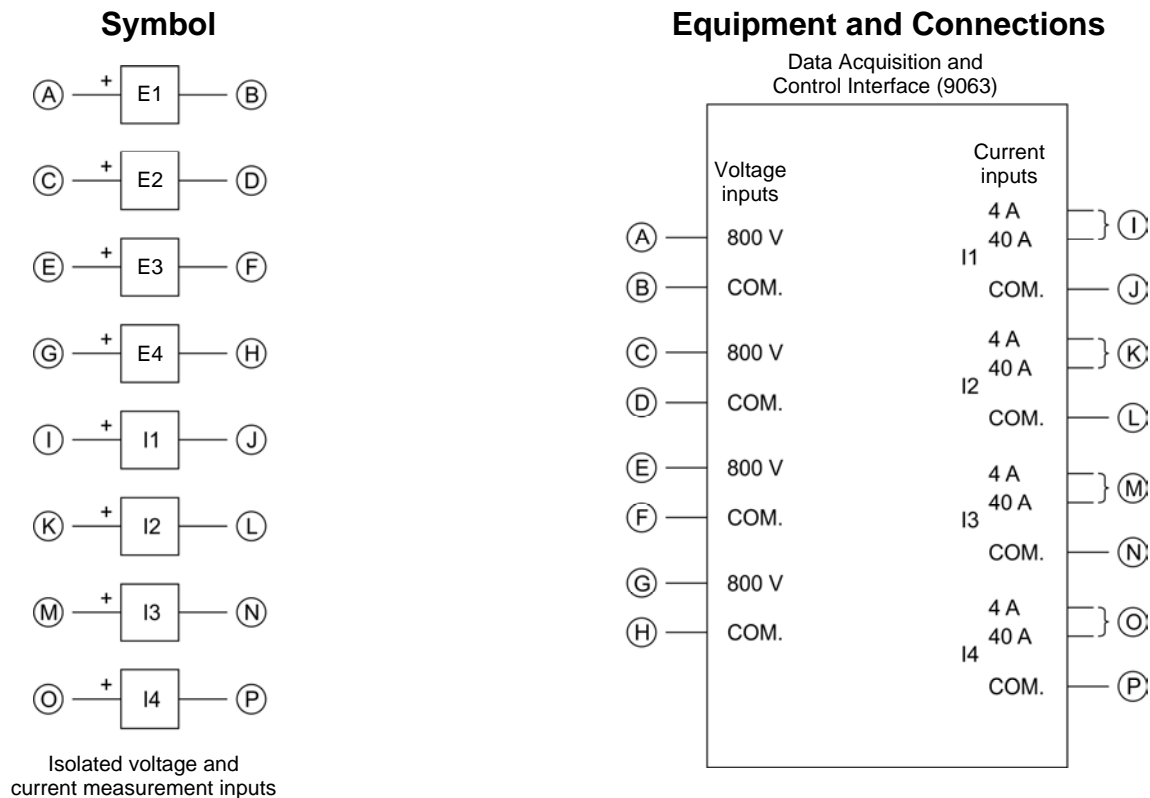 Symbol
A + E1 B
C + E2 D
E + E3 F
G + E4 H
I + I1 J
K + I2 L
M + I3 N
O + I4 P
Isolated voltage and
current measurement inputs
Equipment and Connections
Data Acquisition and
Control Interface (9063)
Voltage
inputs
A 800 V
B COM.
C 800 V
D COM.
E 800 V
F COM.
G 800 V
H COM.
Current
inputs
4 A
I
40 A
I1
COM. J
4 A
K
40 A
I2
COM. L
4 A
M
40 A
I3
COM. N
4 A
O
40 A
I4
COM. P